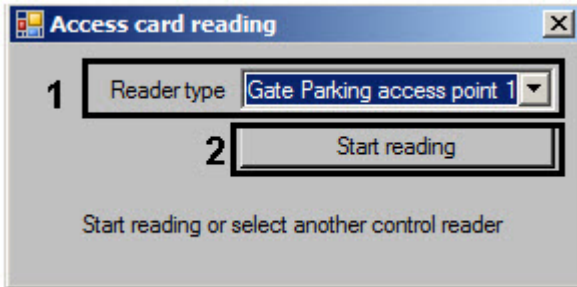 Access card reading
1 Reader type Gate Parking access point 1
2 Start reading
Start reading or select another control reader